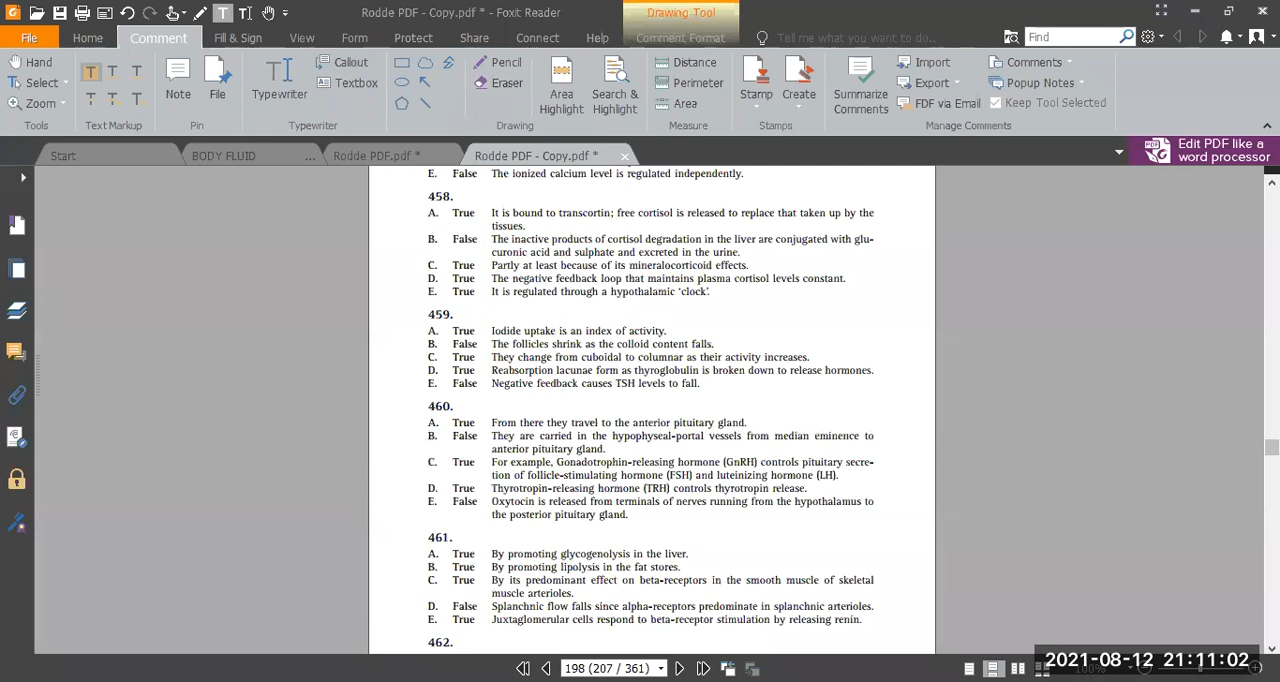 Rodde PDF - Copy.pdf * - Foxit Reader
Drawing Tool
File Home Comment Fill & Sign View Form Protect Share Connect Help Comment Format Tell me what you want to do.. Find
Hand
Select
Zoom
Tools
Text Markup
Note
File
Pin
Typewriter
Callout
Textbox
Typewriter
Pencil
Eraser
Drawing
Area Highlight
Search & Highlight
Distance
Perimeter
Area
Measure
Stamp
Create
Stamps
Summarize Comments
Import
Export
FDF via Email
Comments
Popup Notes
Keep Tool Selected
Manage Comments
Start BODY FLUID ... Rodde PDF.pdf * Rodde PDF - Copy.pdf *
Edit PDF like a
word processor
E. False The ionized calcium level is regulated independently.
458.
A. True It is bound to transcortin; free cortisol is released to replace that taken up by the
tissues.
B. False The inactive products of cortisol degradation in the liver are conjugated with glu-
curonic acid and sulphate and excreted in the urine.
C. True Partly at least because of its mineralocorticoid effects.
D. True The negative feedback loop that maintains plasma cortisol levels constant.
E. True It is regulated through a hypothalamic ‘clock’.
459.
A. True Iodide uptake is an index of activity.
B. False The follicles shrink as the colloid content falls.
C. True They change from cuboidal to columnar as their activity increases.
D. True Reabsorption lacunae form as thyroglobulin is broken down to release hormones.
E. False Negative feedback causes TSH levels to fall.
460.
A. True From there they travel to the anterior pituitary gland.
B. False They are carried in the hypophyseal-portal vessels from median eminence to
anterior pituitary gland.
C. True For example, Gonadotrophin-releasing hormone (GnRH) controls pituitary secre-
tion of follicle-stimulating hormone (FSH) and luteinizing hormone (LH).
D. True Thyrotropin-releasing hormone (TRH) controls thyrotropin release.
E. False Oxytocin is released from terminals of nerves running from the hypothalamus to
the posterior pituitary gland.
461.
A. True By promoting glycogenolysis in the liver.
B. True By promoting lipolysis in the fat stores.
C. True By its predominant effect on beta-receptors in the smooth muscle of skeletal
muscle arterioles.
D. False Splanchnic flow falls since alpha-receptors predominate in splanchnic arterioles.
E. True Juxtaglomerular cells respond to beta-receptor stimulation by releasing renin.
462.
198 (207 / 361)
2021-08-12 21:11:02